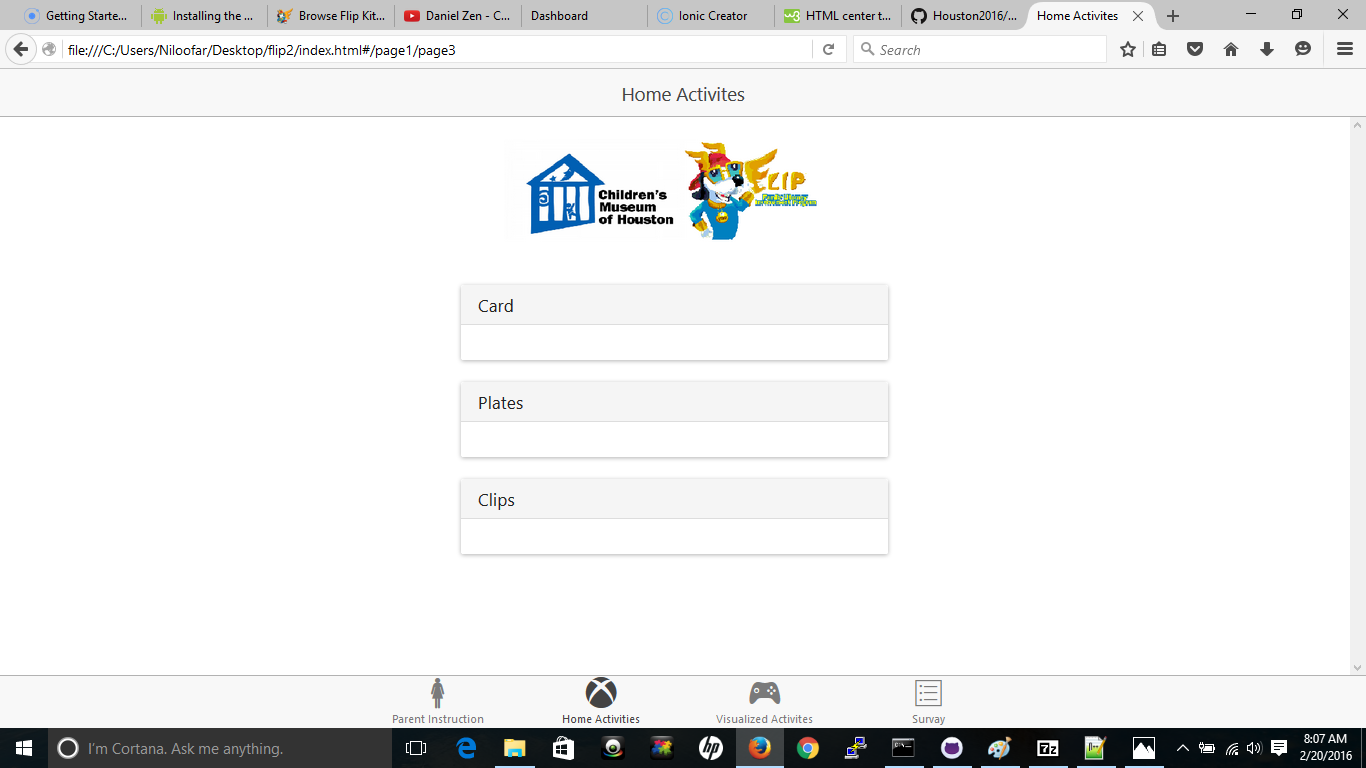 Getting Starte...
Installing the ...
Browse Flip Kit...
Daniel Zen - C...
Dashboard
Ionic Creator
HTML center t...
Houston2016/...
Home Activites
file:///C:/Users/Niloofar/Desktop/flip2/index.html#/page1/page3
Search
Home Activites
Children's
Museum
of Houston
FLIP
Card
Plates
Clips
Parent Instruction
Home Activities
Visualized Activites
Survay
I'm Cortana. Ask me anything.
8:07 AM
2/20/2016